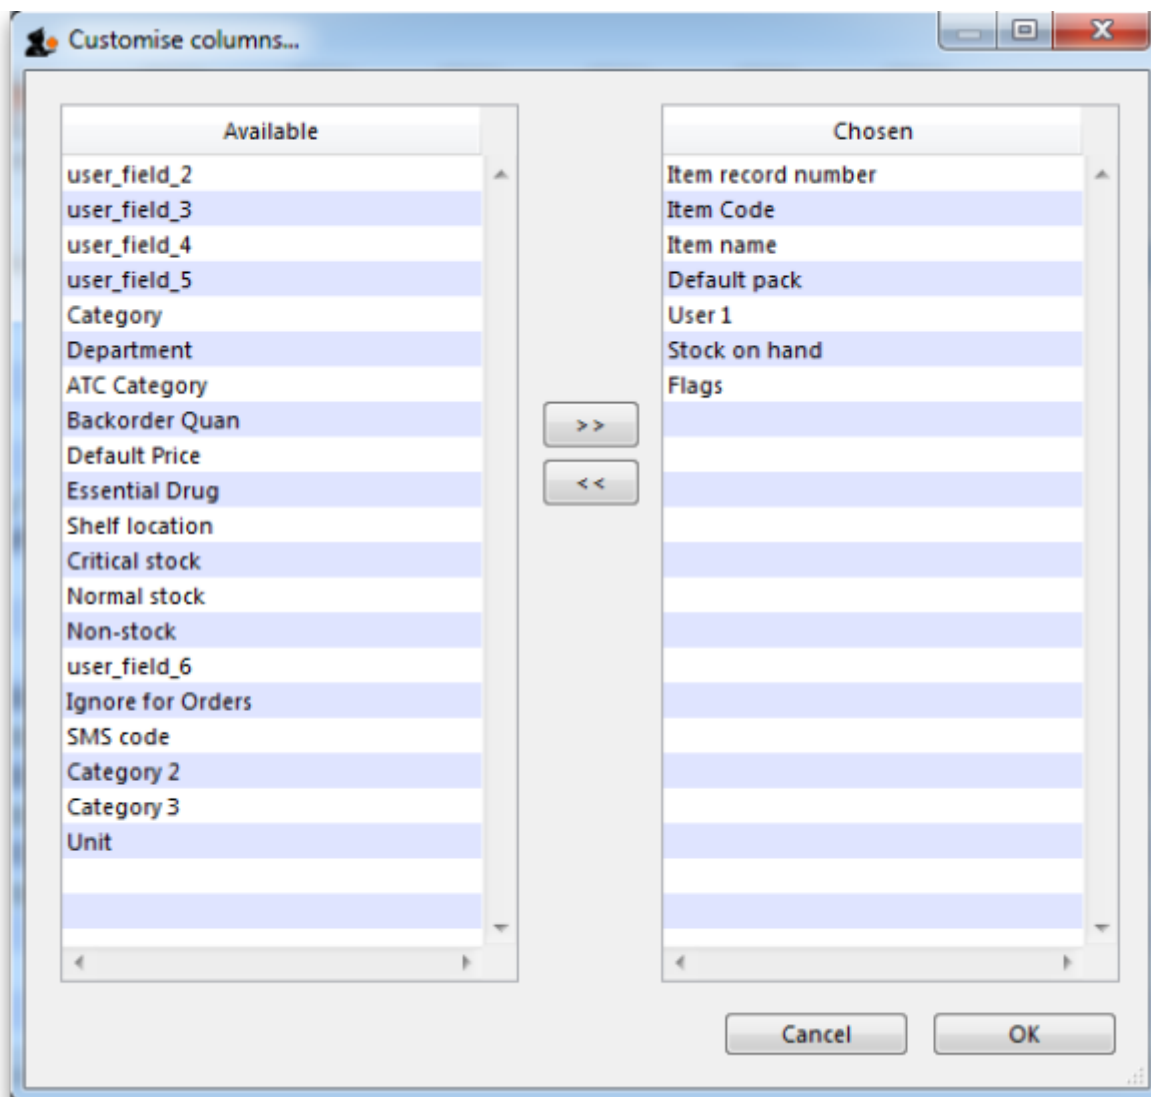 Customise columns...
Available
user_field_2
user_field_3
user_field_4
user_field_5
Category
Department
ATC Category
Backorder Quan
Default Price
Essential Drug
Shelf location
Critical stock
Normal stock
Non-stock
user_field_6
Ignore for Orders
SMS code
Category 2
Category 3
Unit
>>
<<
Chosen
Item record number
Item Code
Item name
Default pack
User 1
Stock on hand
Flags
Cancel
OK